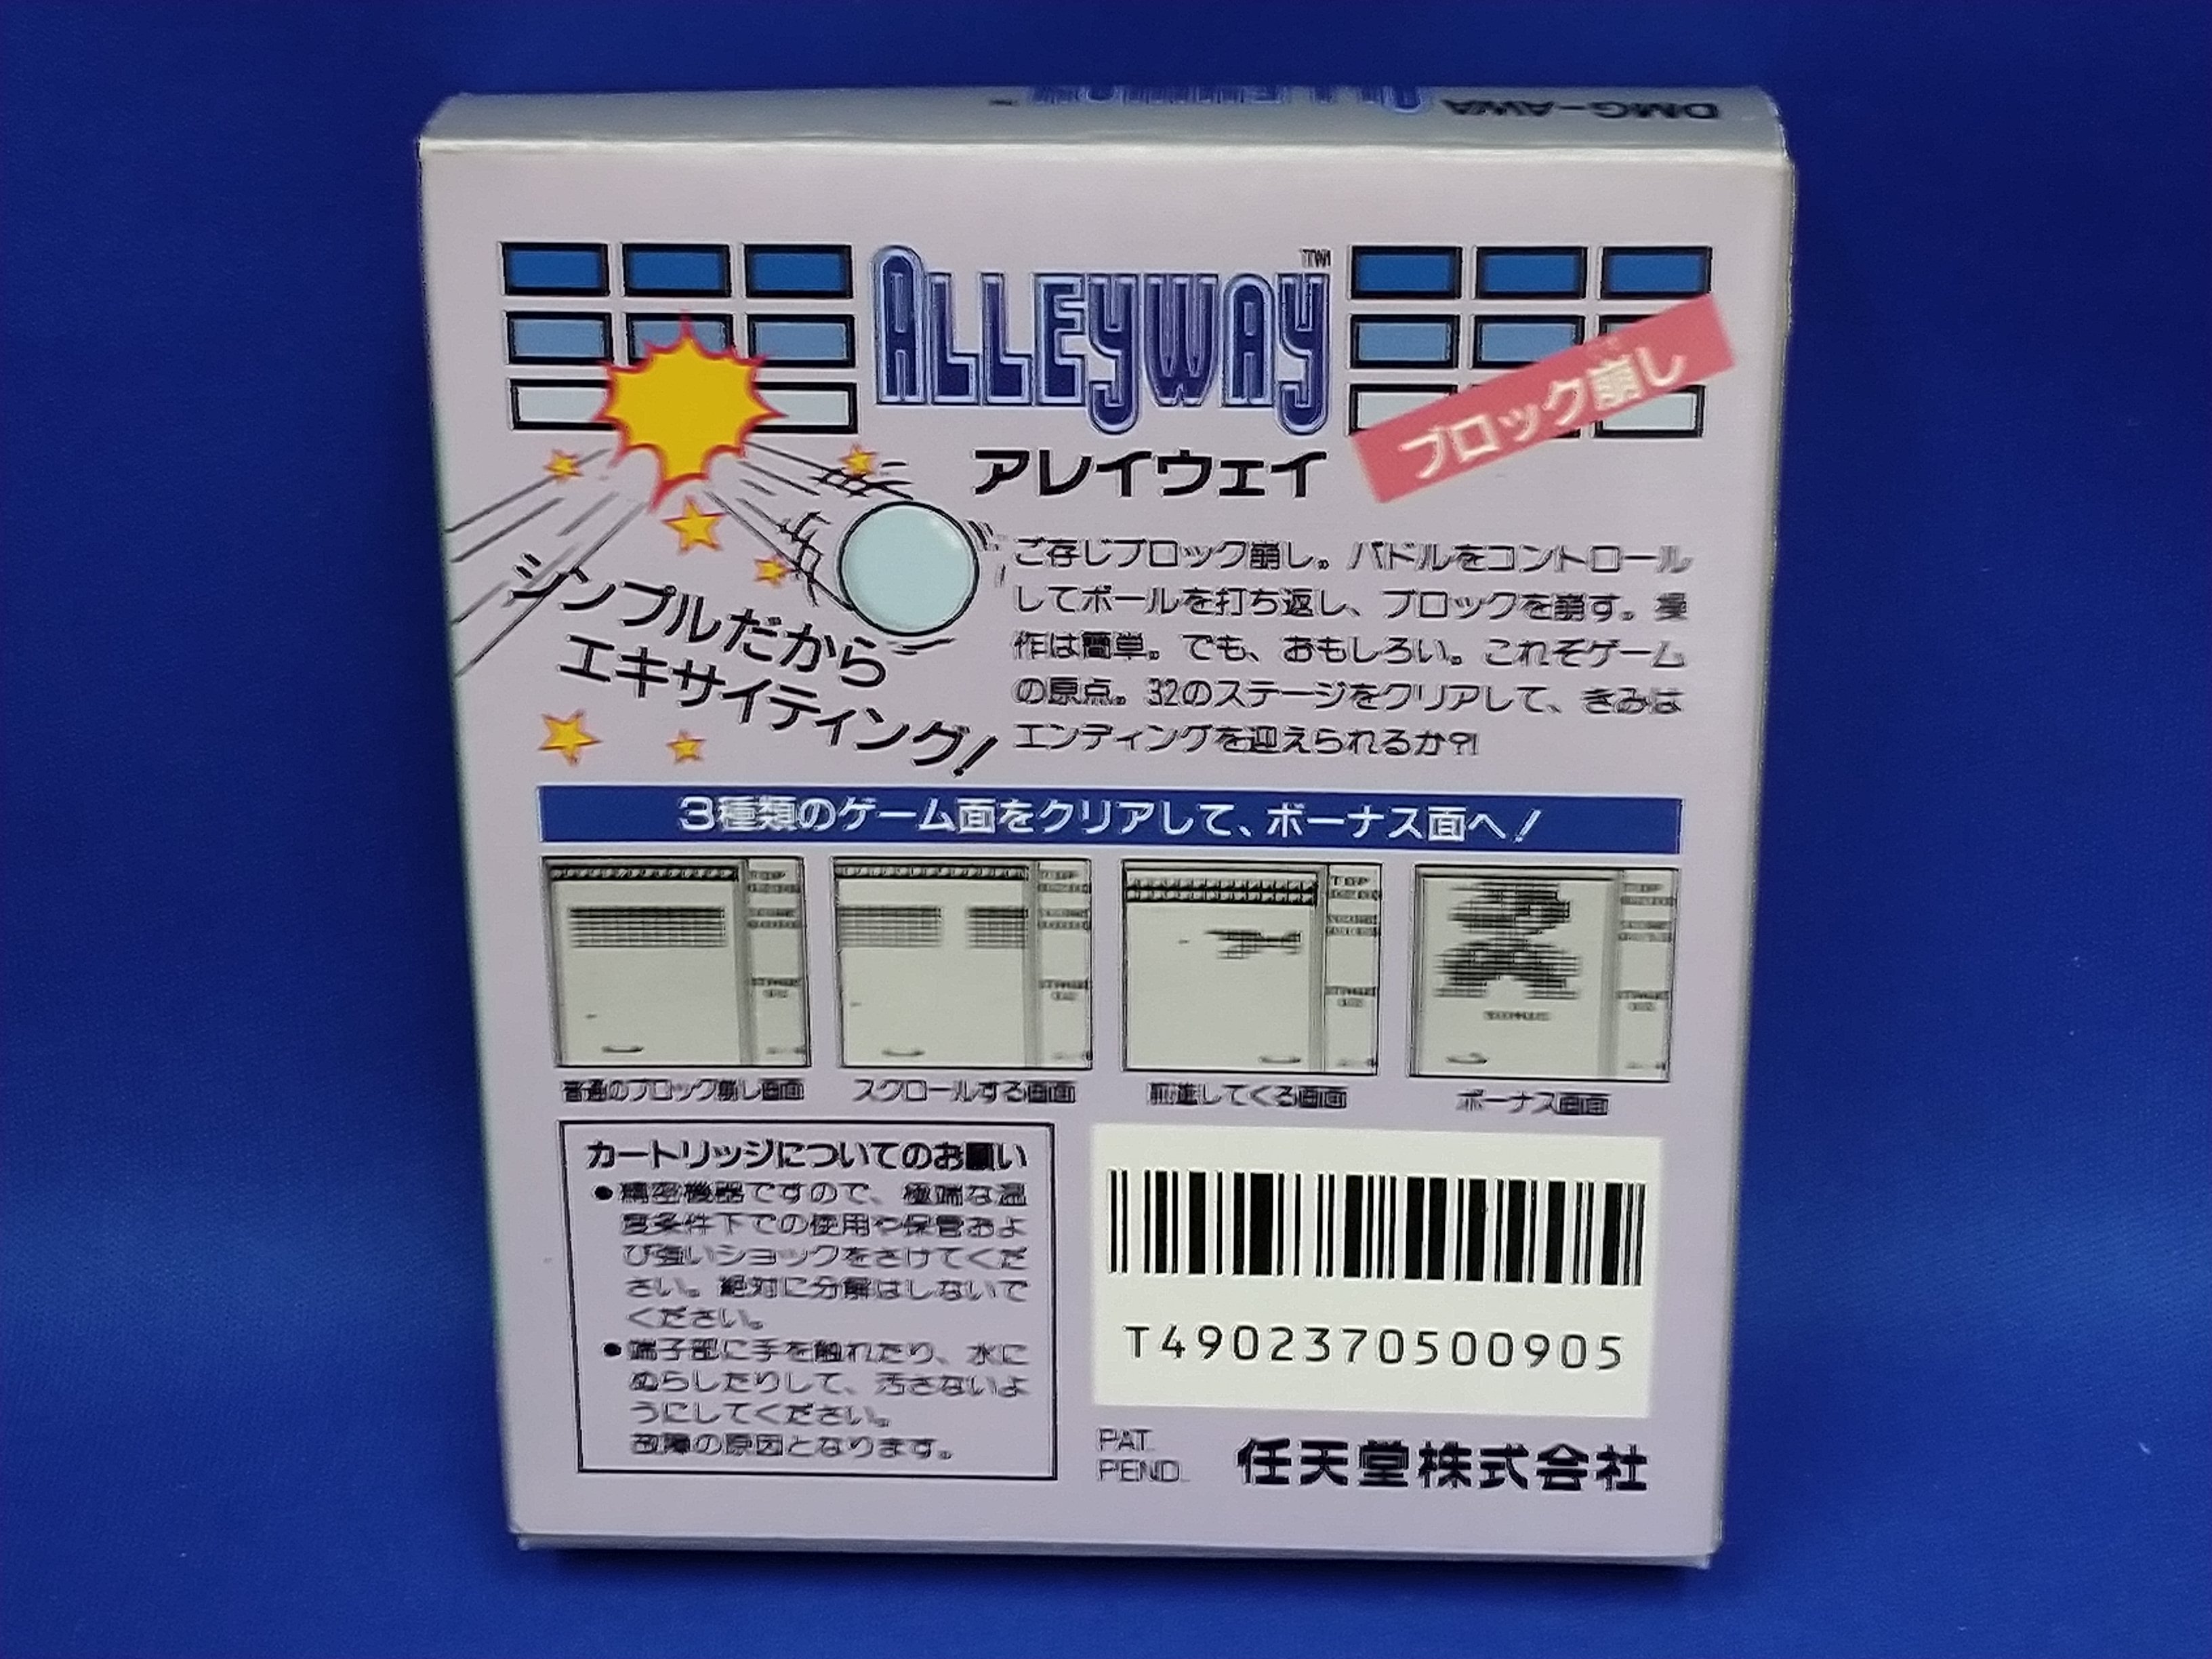 DMG-AWA
ALLEYWAY™
ブロック崩し
アレイウェイ
シンプルだから
エキサイティング!
ご存じブロック崩し。パドルをコントロール
してボールを打ち返し、ブロックを崩す。操
作は簡単。でも、おもしろい。これぞゲーム
の原点。32のステージをクリアして、きみは
エンディングを迎えられるか?!
3種類のゲーム面をクリアして、ボーナス面へ!
TOP
普通のブロック崩し画面
スクロールする画面
前進してくる画面
ボーナス画面
カートリッジについてのお願い
●精密機器ですので、極端な温
度条件下での使用や保管およ
び強いショックをさけてくだ
さい。絶対に分解はしないで
ください。
●端子部に手を触れたり、水に
ぬらしたりして、汚さないよ
うにしてください。
故障の原因となります。
T4902370500905
PAT.
PEND.
任天堂株式会社